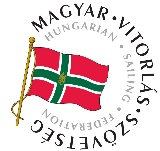 MAGYAR · VITORLÁS · SZÖVETSÉG
HUNGARIAN · SAILING · FEDERATION